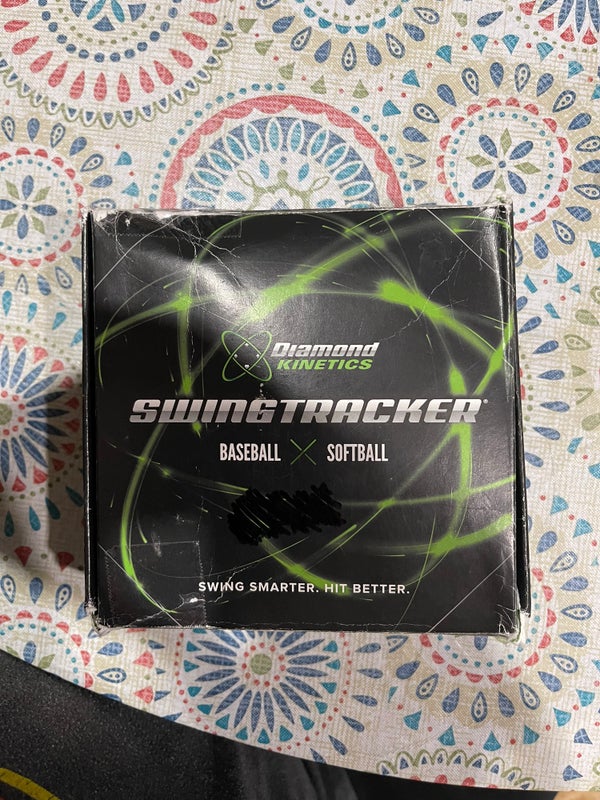 Diamond
KINETICS
SWINGTRACKER®
BASEBALL X SOFTBALL
SWING SMARTER. HIT BETTER.